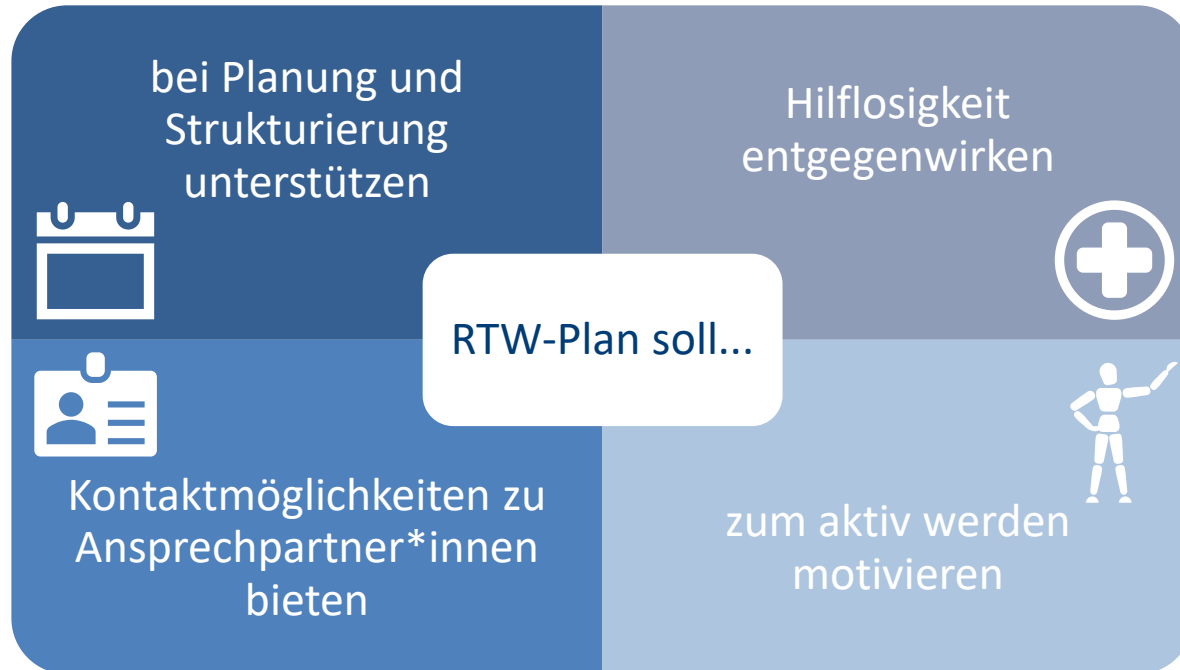 bei Planung und
Strukturierung
unterstützen
Hilflosigkeit
entgegenwirken
RTW-Plan soll...
Kontaktmöglichkeiten zu
Ansprechpartner*innen
bieten
zum aktiv werden
motivieren